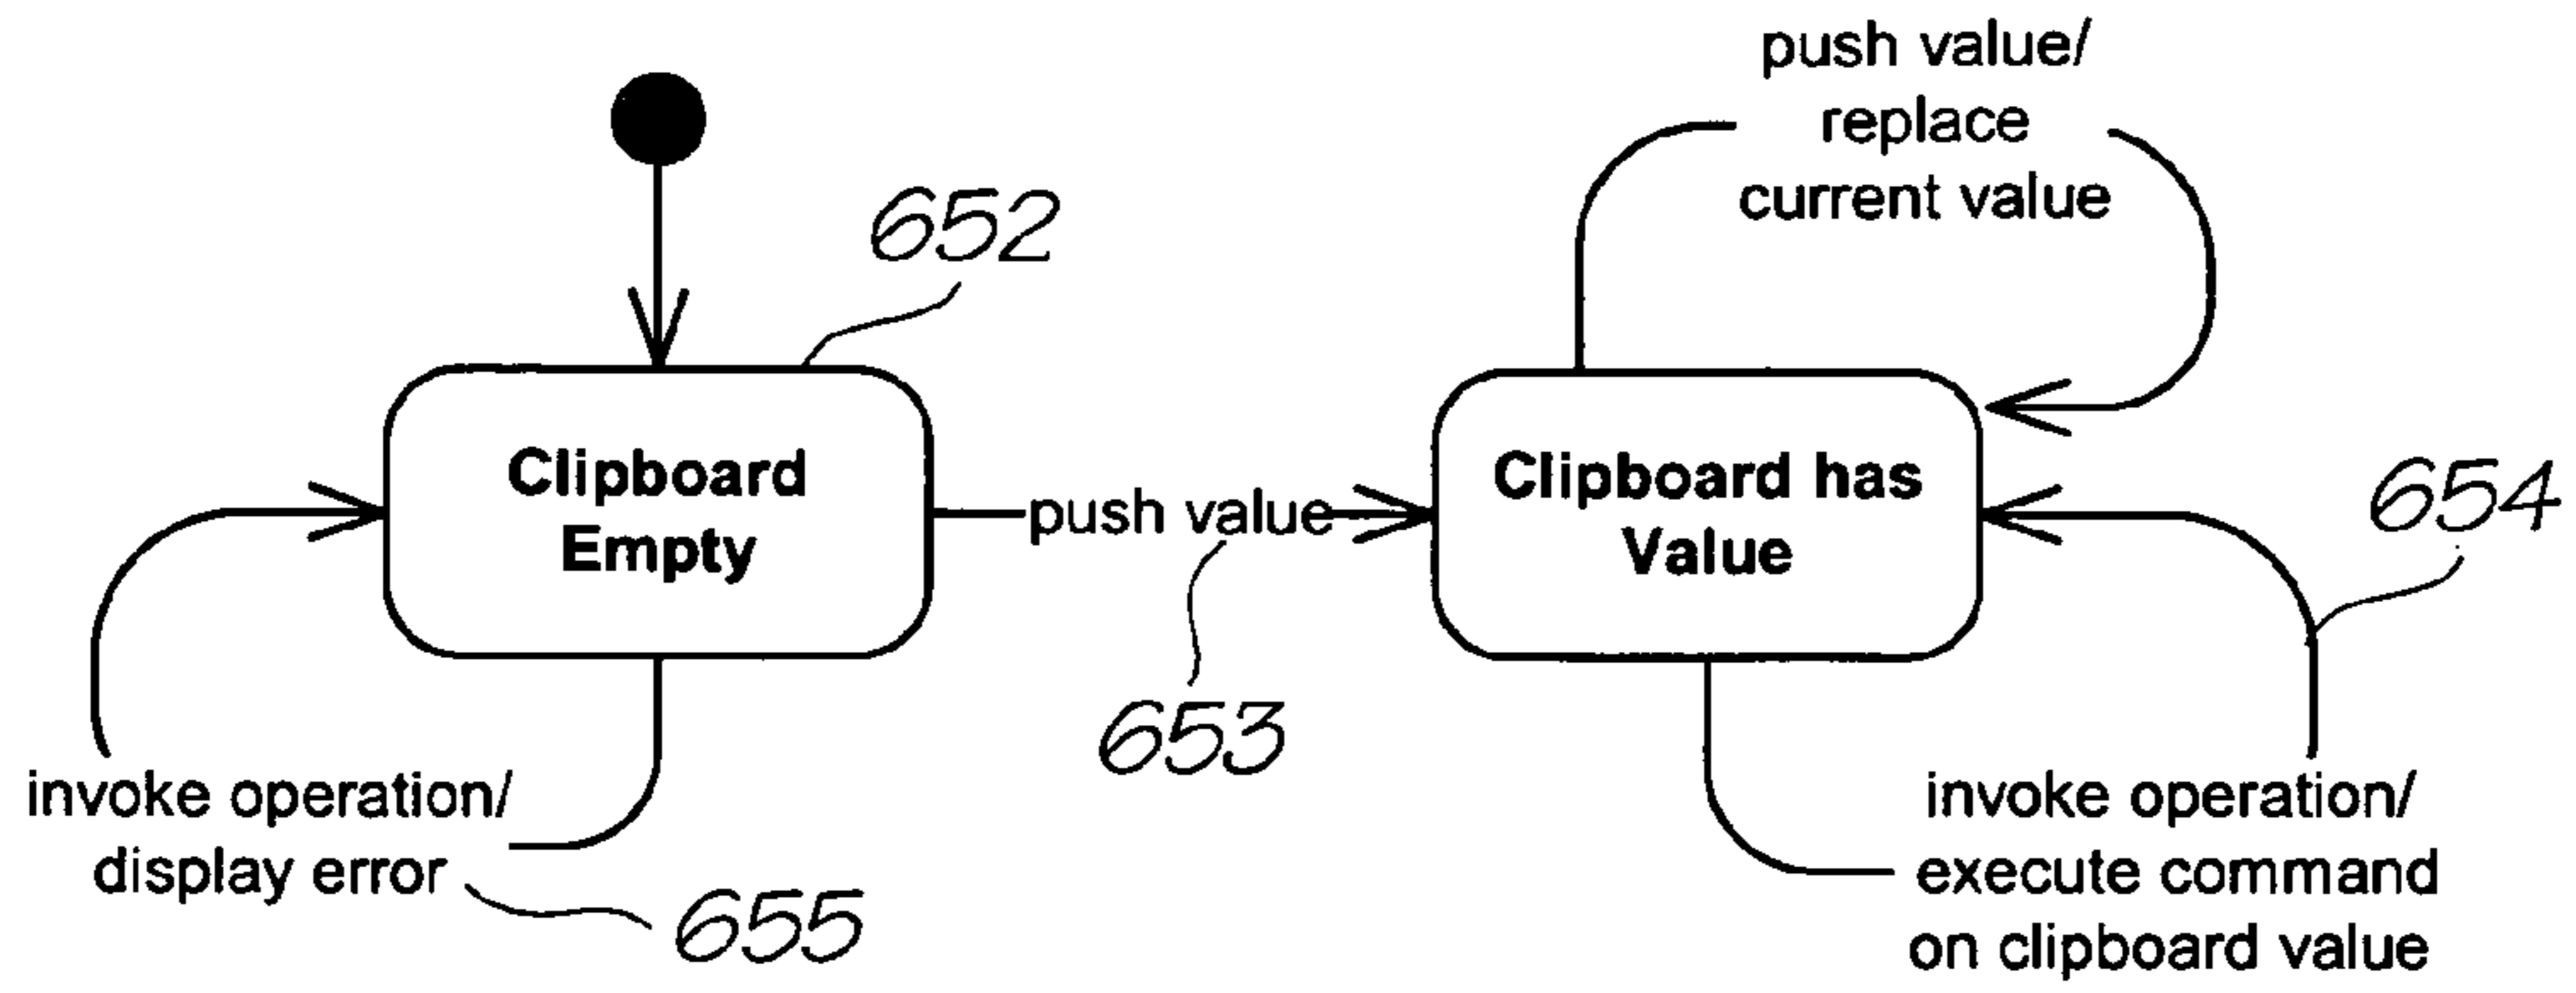 push value/
replace
current value
652
Clipboard
Empty
push value
Clipboard has
Value
654
653
invoke operation/
display error
655
invoke operation/
execute command
on clipboard value